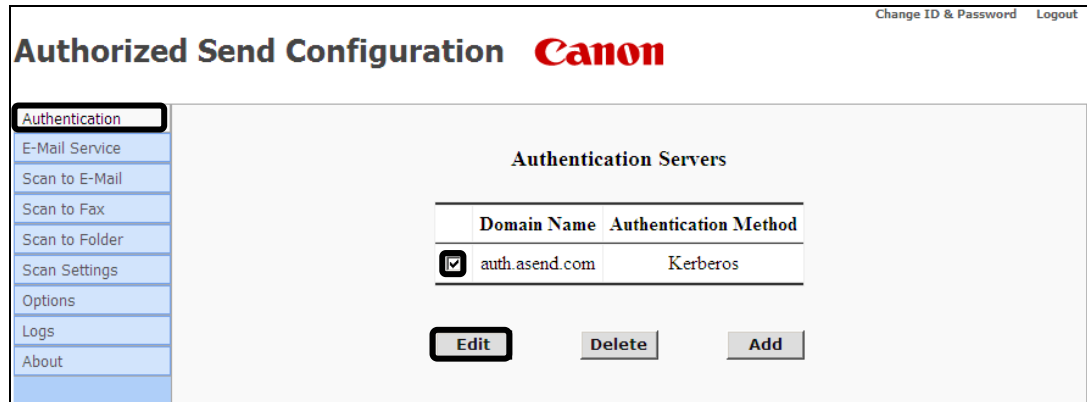 Change ID & Password Logout
Authorized Send Configuration Canon
Authentication
E-Mail Service
Scan to E-Mail
Scan to Fax
Scan to Folder
Scan Settings
Options
Logs
About
Authentication Servers
Domain Name Authentication Method
auth.asend.com Kerberos
Edit Delete Add